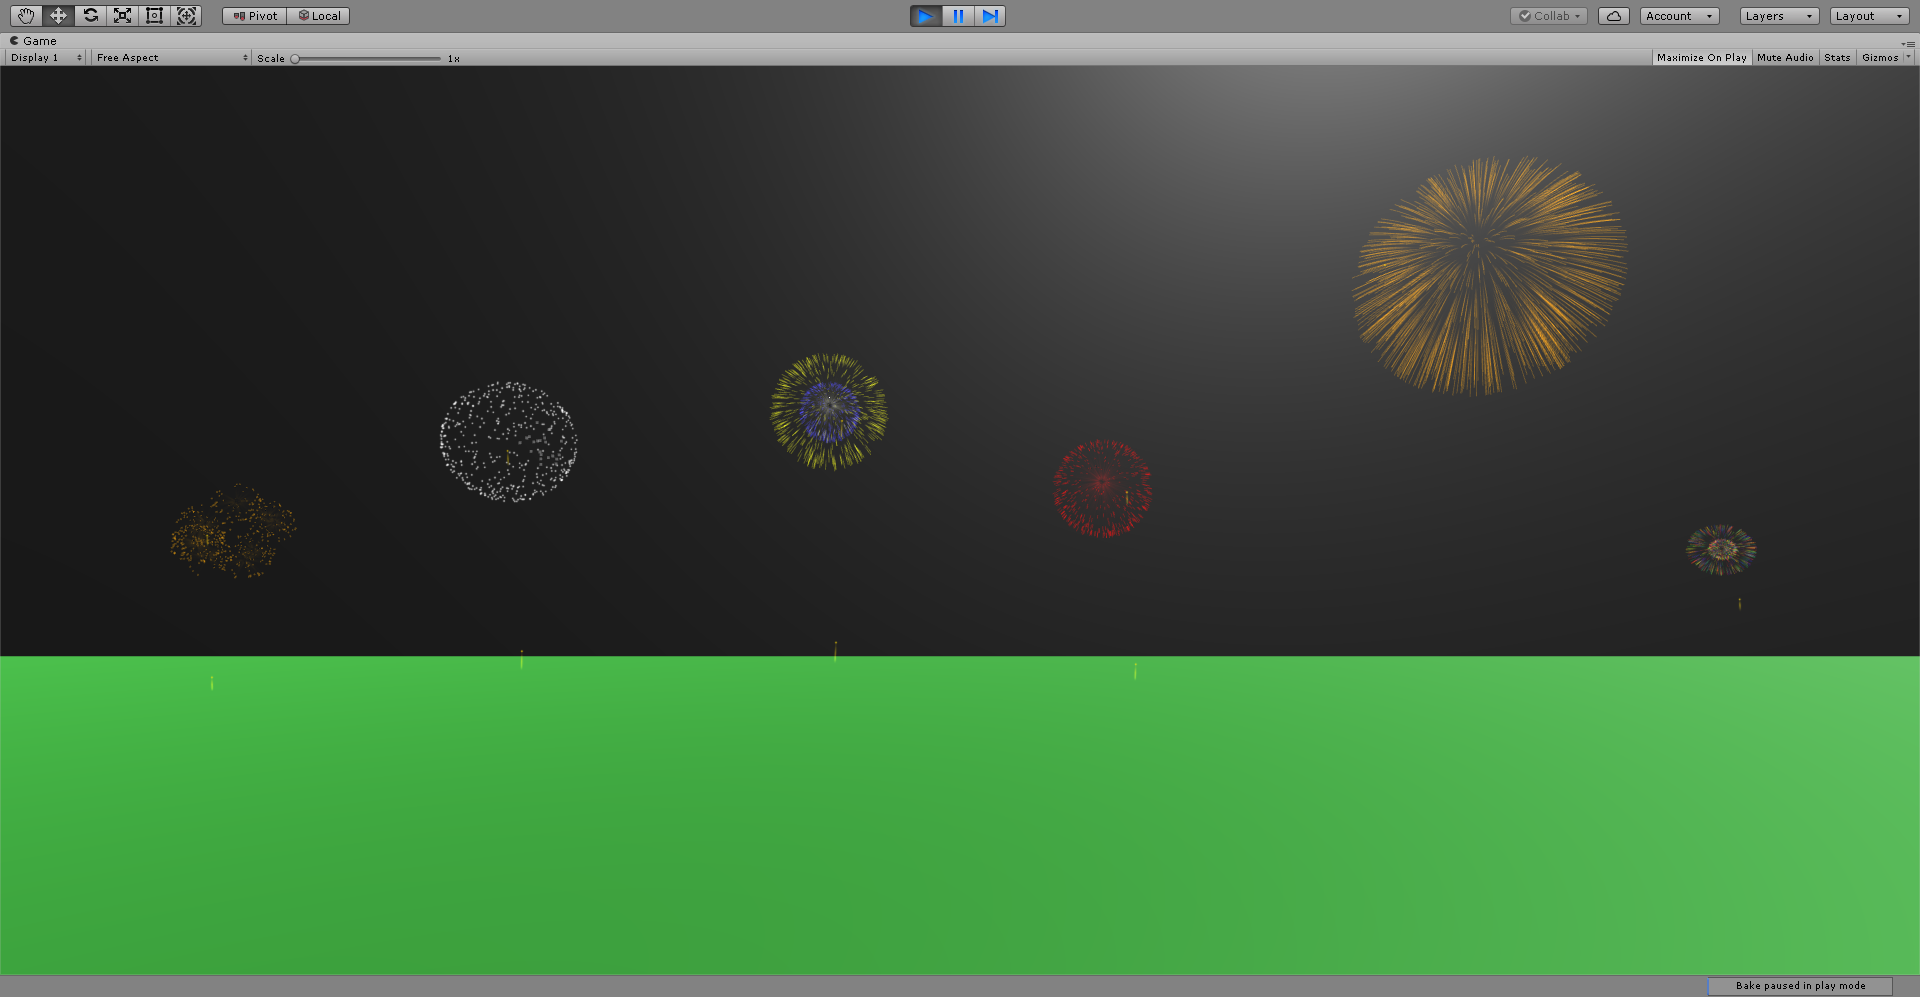 Pivot Local Collab Account Layers Layout
Game
Display 1 Free Aspect Scale 1x Maximize On Play Mute Audio Stats Gizmos
Bake paused in play mode